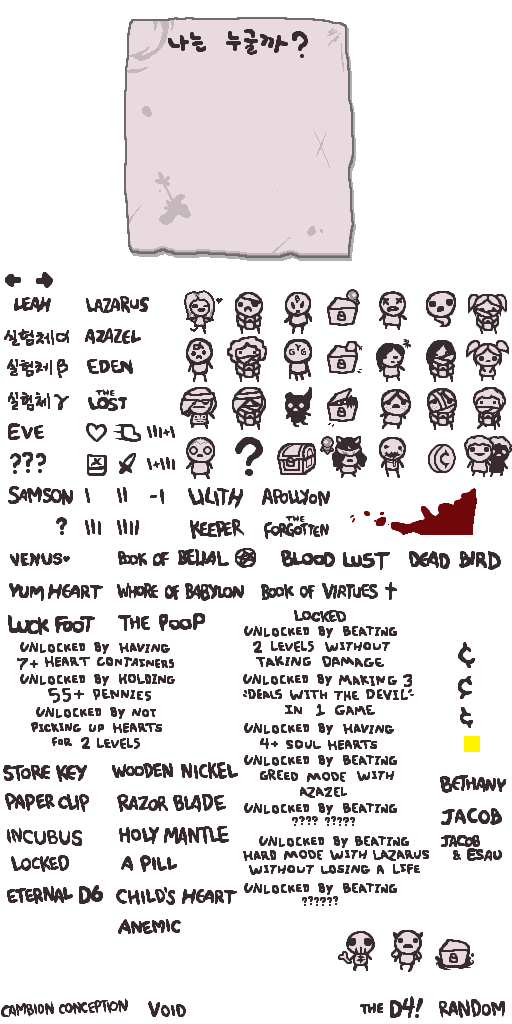 나는 누굴까?
LEAH
LAZARUS
실험체 α
AZAZEL
실험체 β
EDEN
실험체 γ
THE LOST
EVE
|||+|
???
|+|||
SAMSON | || -|
LILITH
APOLLYON
? ||| ||||
KEEPER
THE FORGOTTEN
VENUS♥
BOOK OF BELIAL
BLOOD LUST
DEAD BIRD
YUM HEART
WHORE OF BABYLON
BOOK OF VIRTUES †
LUCK FOOT
THE POOP
LOCKED
UNLOCKED BY HAVING
7+ HEART CONTAINERS
UNLOCKED BY HOLDING
55+ PENNIES
UNLOCKED BY NOT
PICKING UP HEARTS
FOR 2 LEVELS
UNLOCKED BY BEATING
2 LEVELS WITHOUT
TAKING DAMAGE
UNLOCKED BY MAKING 3
"DEALS WITH THE DEVIL"
IN 1 GAME
UNLOCKED BY HAVING
4+ SOUL HEARTS
UNLOCKED BY BEATING
GREED MODE WITH
AZAZEL
UNLOCKED BY BEATING
???? ?????
UNLOCKED BY BEATING
HARD MODE WITH LAZARUS
WITHOUT LOSING A LIFE
UNLOCKED BY BEATING
??????
¢
¢
¢
STORE KEY
WOODEN NICKEL
PAPER CLIP
RAZOR BLADE
INCUBUS
HOLY MANTLE
LOCKED
A PILL
ETERNAL D6
CHILD'S HEART
ANEMIC
BETHANY
JACOB
JACOB
& ESAU
CAMBION CONCEPTION
VOID
THE D4!
RANDOM